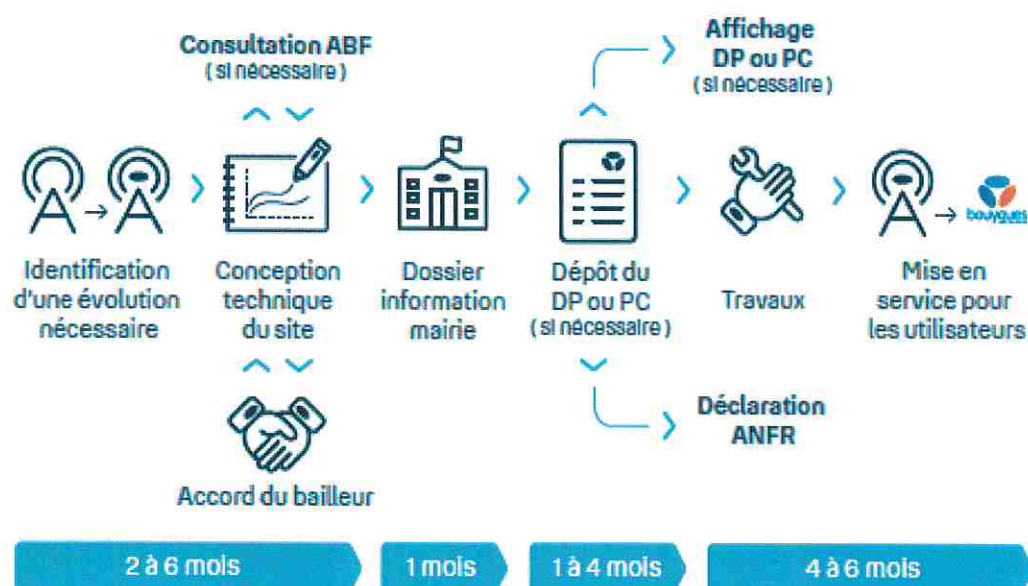 Consultation ABF
( si nécessaire )
Affichage
DP ou PC
( si nécessaire )
Identification
d'une évolution
nécessaire
Conception
technique
du site
Dossier
information
mairie
Dépôt du
DP ou PC
( si nécessaire )
Travaux
bouygues
Mise en
service pour
les utilisateurs
Accord du bailleur
Déclaration
ANFR
2 à 6 mois
1 mois
1 à 4 mois
4 à 6 mois